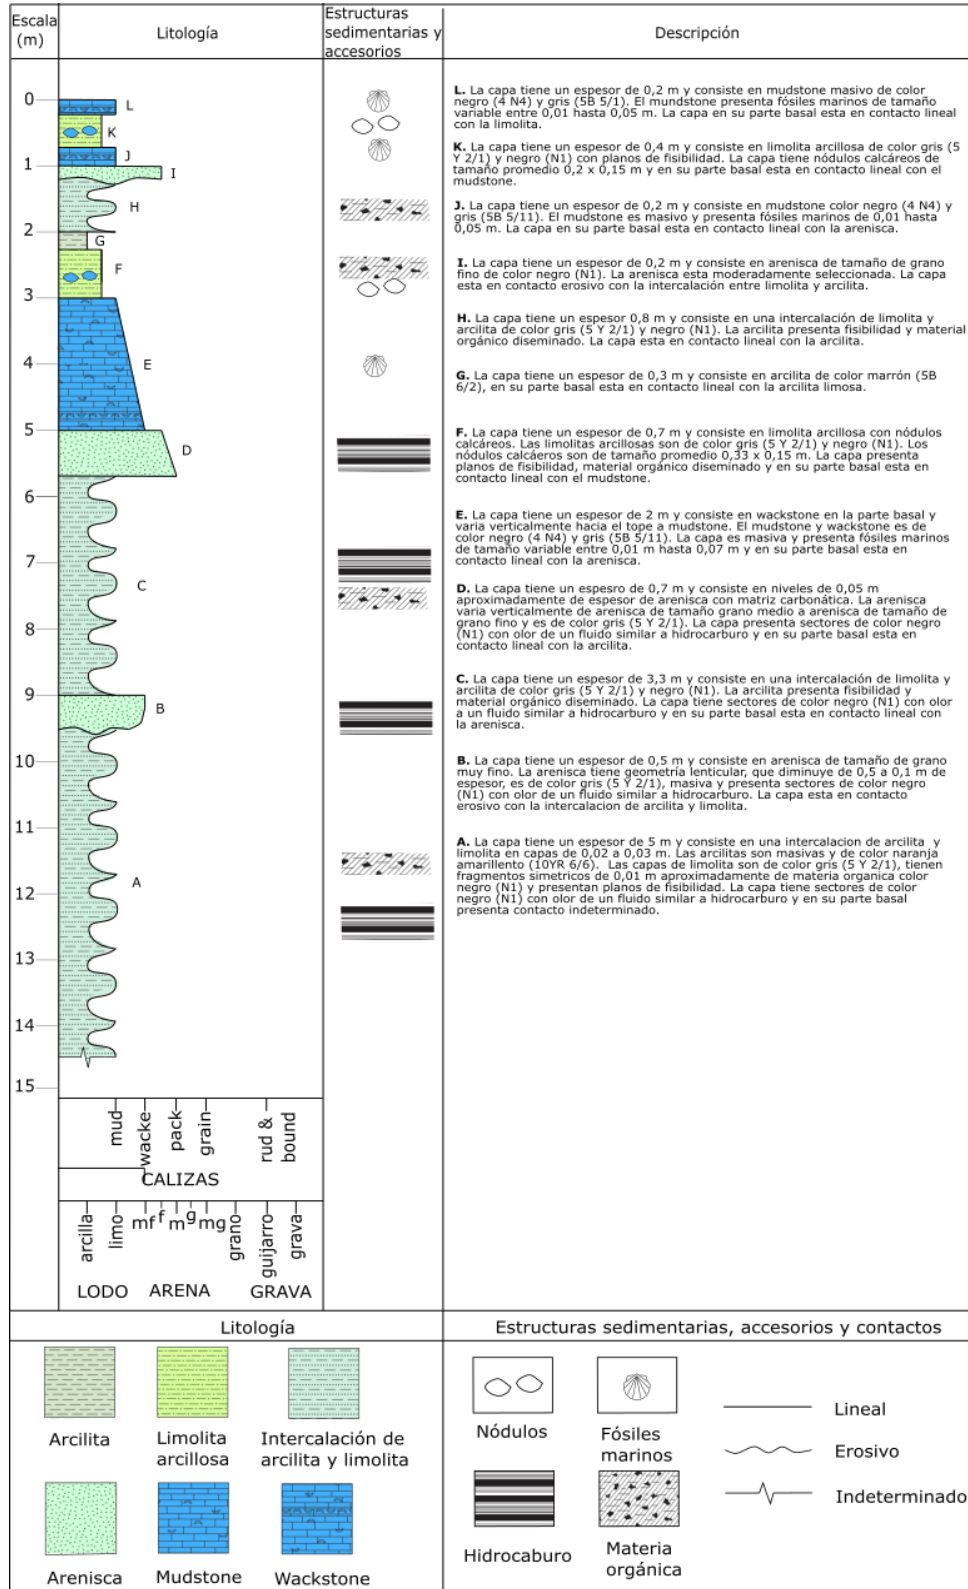 Escala
(m)
Litología
Estructuras
sedimentarias y
accesorios
Descripción
0
1
2
3
4
5
6
7
8
9
10
11
12
13
14
15
L
K
J
I
H
G
F
E
D
C
B
A
L. La capa tiene un espesor de 0,2 m y consiste en mudstone masivo de color
negro (4 N4) y gris (5B 5/1). El mundstone presenta fósiles marinos de tamaño
variable entre 0,01 hasta 0,05 m. La capa en su parte basal esta en contacto lineal
con la limolita.
K. La capa tiene un espesor de 0,4 m y consiste en limolita arcillosa de color gris (5
Y 2/1) y negro (N1) con planos de fisibilidad. La capa tiene nódulos calcáreos de
tamaño promedio 0,2 x 0,15 m y en su parte basal esta en contacto lineal con el
mudstone.
J. La capa tiene un espesor de 0,2 m y consiste en mudstone color negro (4 N4) y
gris (5B 5/11). El mudstone es masivo y presenta fósiles marinos de 0,01 hasta
0,05 m. La capa en su parte basal esta en contacto lineal con la arenisca.
I. La capa tiene un espesor de 0,2 m y consiste en arenisca de tamaño de grano
fino de color negro (N1). La arenisca esta moderadamente seleccionada. La capa
esta en contacto erosivo con la intercalación entre limolita y arcilita.
H. La capa tiene un espesor 0,8 m y consiste en una intercalación de limolita y
arcilita de color gris (5 Y 2/1) y negro (N1). La arcilita presenta fisibilidad y material
orgánico diseminado. La capa esta en contacto lineal con la arcilita.
G. La capa tiene un espesor de 0,3 m y consiste en arcilita de color marrón (5B
6/2), en su parte basal esta en contacto lineal con la arcilita limosa.
F. La capa tiene un espesor de 0,7 m y consiste en limolita arcillosa con nódulos
calcáreos. Las limolitas arcillosas son de color gris (5 Y 2/1) y negro (N1). Los
nódulos calcáeros son de tamaño promedio 0,33 x 0,15 m. La capa presenta
planos de fisibilidad, material orgánico diseminado y en su parte basal esta en
contacto lineal con el mudstone.
E. La capa tiene un espesor de 2 m y consiste en wackstone en la parte basal y
varia verticalmente hacia el tope a mudstone. El mudstone y wackstone es de
color negro (4 N4) y gris (5B 5/11). La capa es masiva y presenta fósiles marinos
de tamaño variable entre 0,01 m hasta 0,07 m y en su parte basal esta en
contacto lineal con la arenisca.
D. La capa tiene un espesro de 0,7 m y consiste en niveles de 0,05 m
aproximadamente de espesor de arenisca con matriz carbonática. La arenisca
varia verticalmente de arenisca de tamaño grano medio a arenisca de tamaño de
grano fino y es de color gris (5 Y 2/1). La capa presenta sectores de color negro
(N1) con olor de un fluido similar a hidrocarburo y en su parte basal esta en
contacto lineal con la arcilita.
C. La capa tiene un espesor de 3,3 m y consiste en una intercalación de limolita y
arcilita de color gris (5 Y 2/1) y negro (N1). La arcilita presenta fisibilidad y
material orgánico diseminado. La capa tiene sectores de color negro (N1) con olor
a un fluido similar a hidrocarburo y en su parte basal esta en contacto lineal con
la arenisca.
B. La capa tiene un espesor de 0,5 m y consiste en arenisca de tamaño de grano
muy fino. La arenisca tiene geometría lenticular, que diminuye de 0,5 a 0,1 m de
espesor, es de color gris (5 Y 2/1), masiva y presenta sectores de color negro
(N1) con olor de un fluido similar a hidrocarburo. La capa esta en contacto
erosivo con la intercalacion de arcilita y limolita.
A. La capa tiene un espesor de 5 m y consiste en una intercalacion de arcilita y
limolita en capas de 0,02 a 0,03 m. Las arcilitas son masivas y de color naranja
amarillento (10YR 6/6). Las capas de limolita son de color gris (5 Y 2/1), tienen
fragmentos simetricos de 0,01 m aproximadamente de materia organica color
negro (N1) y presentan planos de fisibilidad. La capa tiene sectores de color
negro (N1) con olor de un fluido similar a hidrocarburo y en su parte basal
presenta contacto indeterminado.
mud
wacke
pack
grain
rud &
bound
CALIZAS
arcilla
limo
mf
f
m
g
mg
grano
guijarro
grava
LODO
ARENA
GRAVA
Litología
Estructuras sedimentarias, accesorios y contactos
Arcilita
Limolita
arcillosa
Intercalación de
arcilita y limolita
Arenisca
Mudstone
Wackstone
Nódulos
Fósiles
marinos
Hidrocaburo
Materia
orgánica
Lineal
Erosivo
Indeterminado